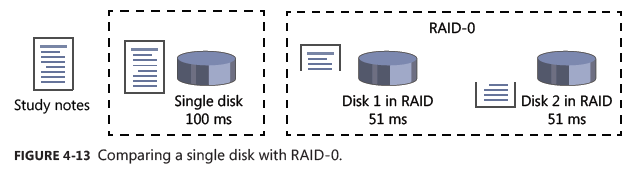 RAID-0
Study notes
Single disk
100 ms
Disk 1 in RAID
51 ms
Disk 2 in RAID
51 ms
FIGURE 4-13 Comparing a single disk with RAID-0.